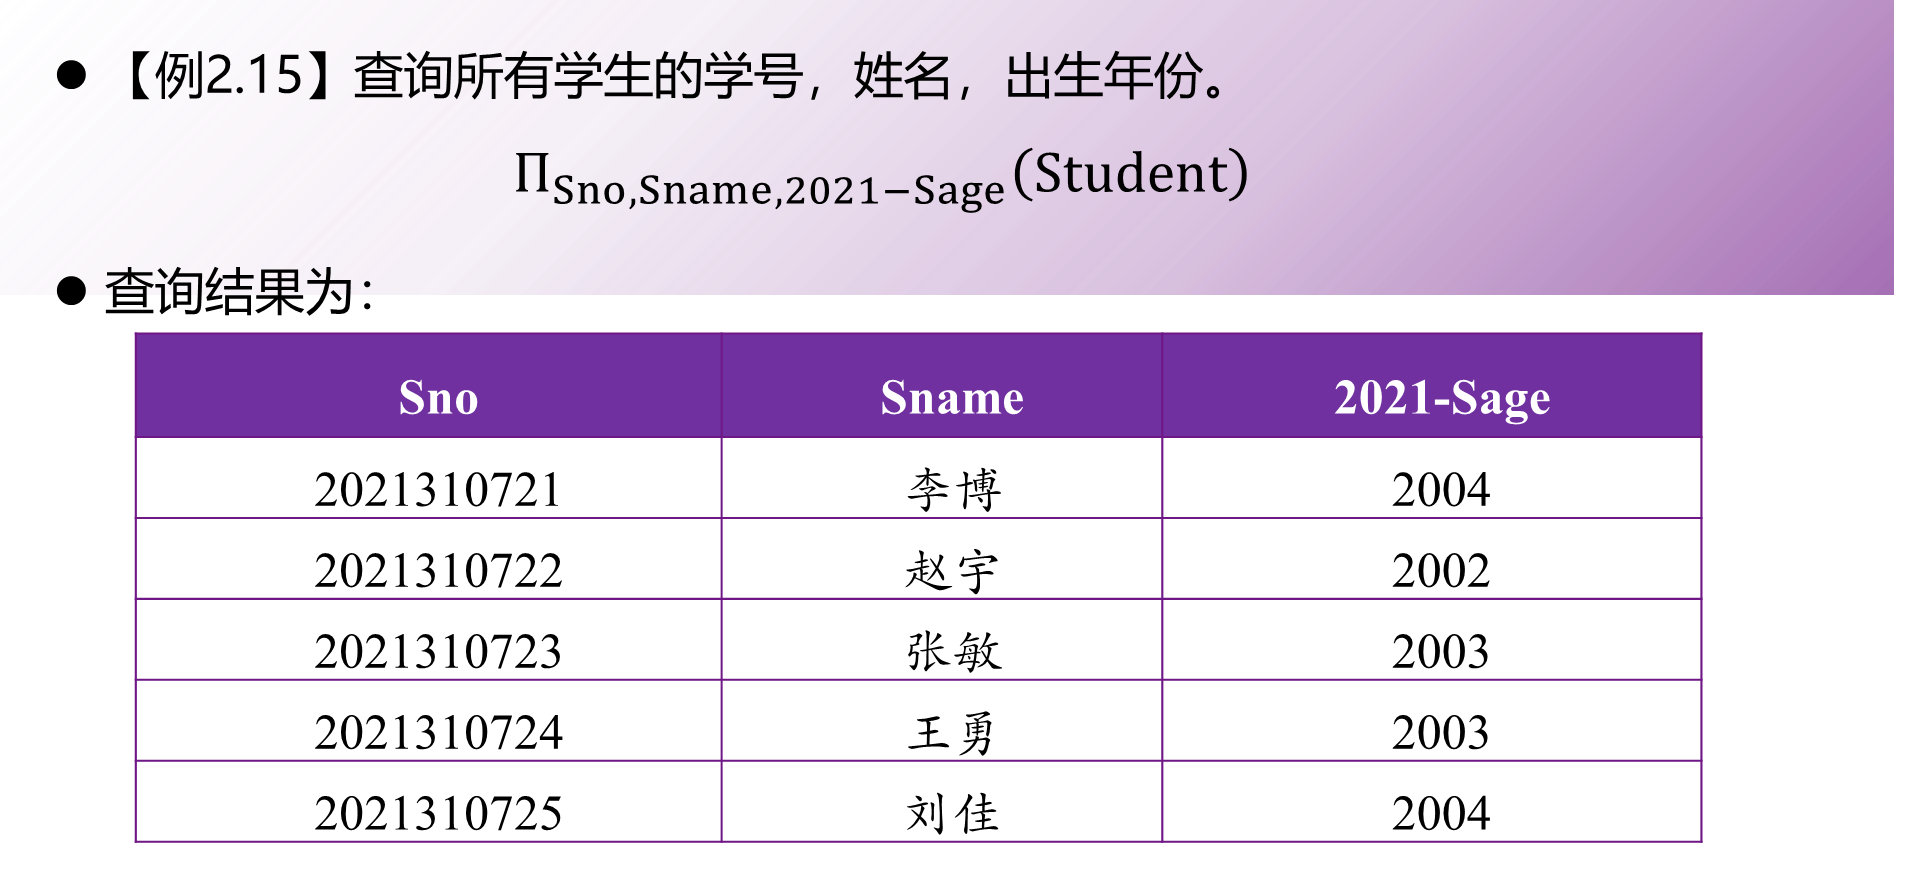 ● 【例2.15】查询所有学生的学号，姓名，出生年份。
Π_{Sno,Sname,2021−Sage}(Student)
● 查询结果为：
Sno Sname 2021-Sage
2021310721 李博 2004
2021310722 赵宇 2002
2021310723 张敏 2003
2021310724 王勇 2003
2021310725 刘佳 2004